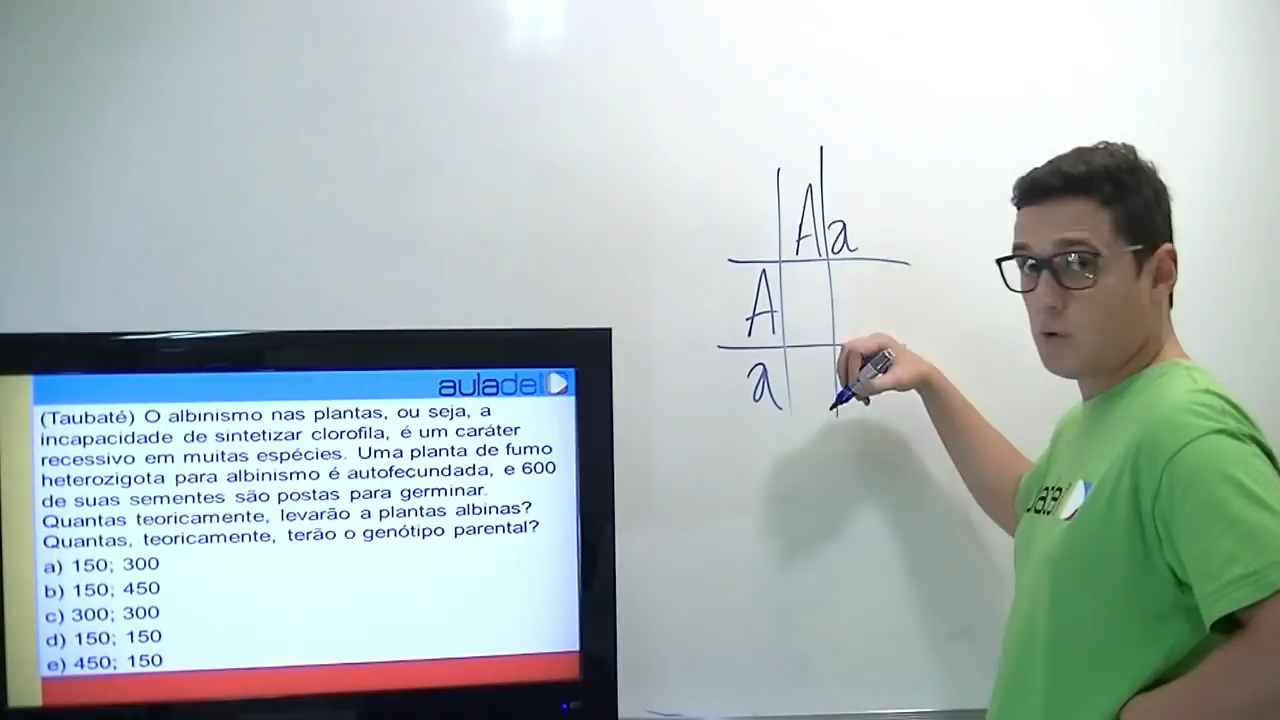 auladel
(Taubaté) O albinismo nas plantas, ou seja, a
incapacidade de sintetizar clorofila, é um caráter
recessivo em muitas espécies. Uma planta de fumo
heterozigota para albinismo é autofecundada, e 600
de suas sementes são postas para germinar.
Quantas teoricamente, levarão a plantas albinas?
Quantas, teoricamente, terão o genótipo parental?
a) 150; 300
b) 150; 450
c) 300; 300
d) 150; 150
e) 450; 150
A a
A
a